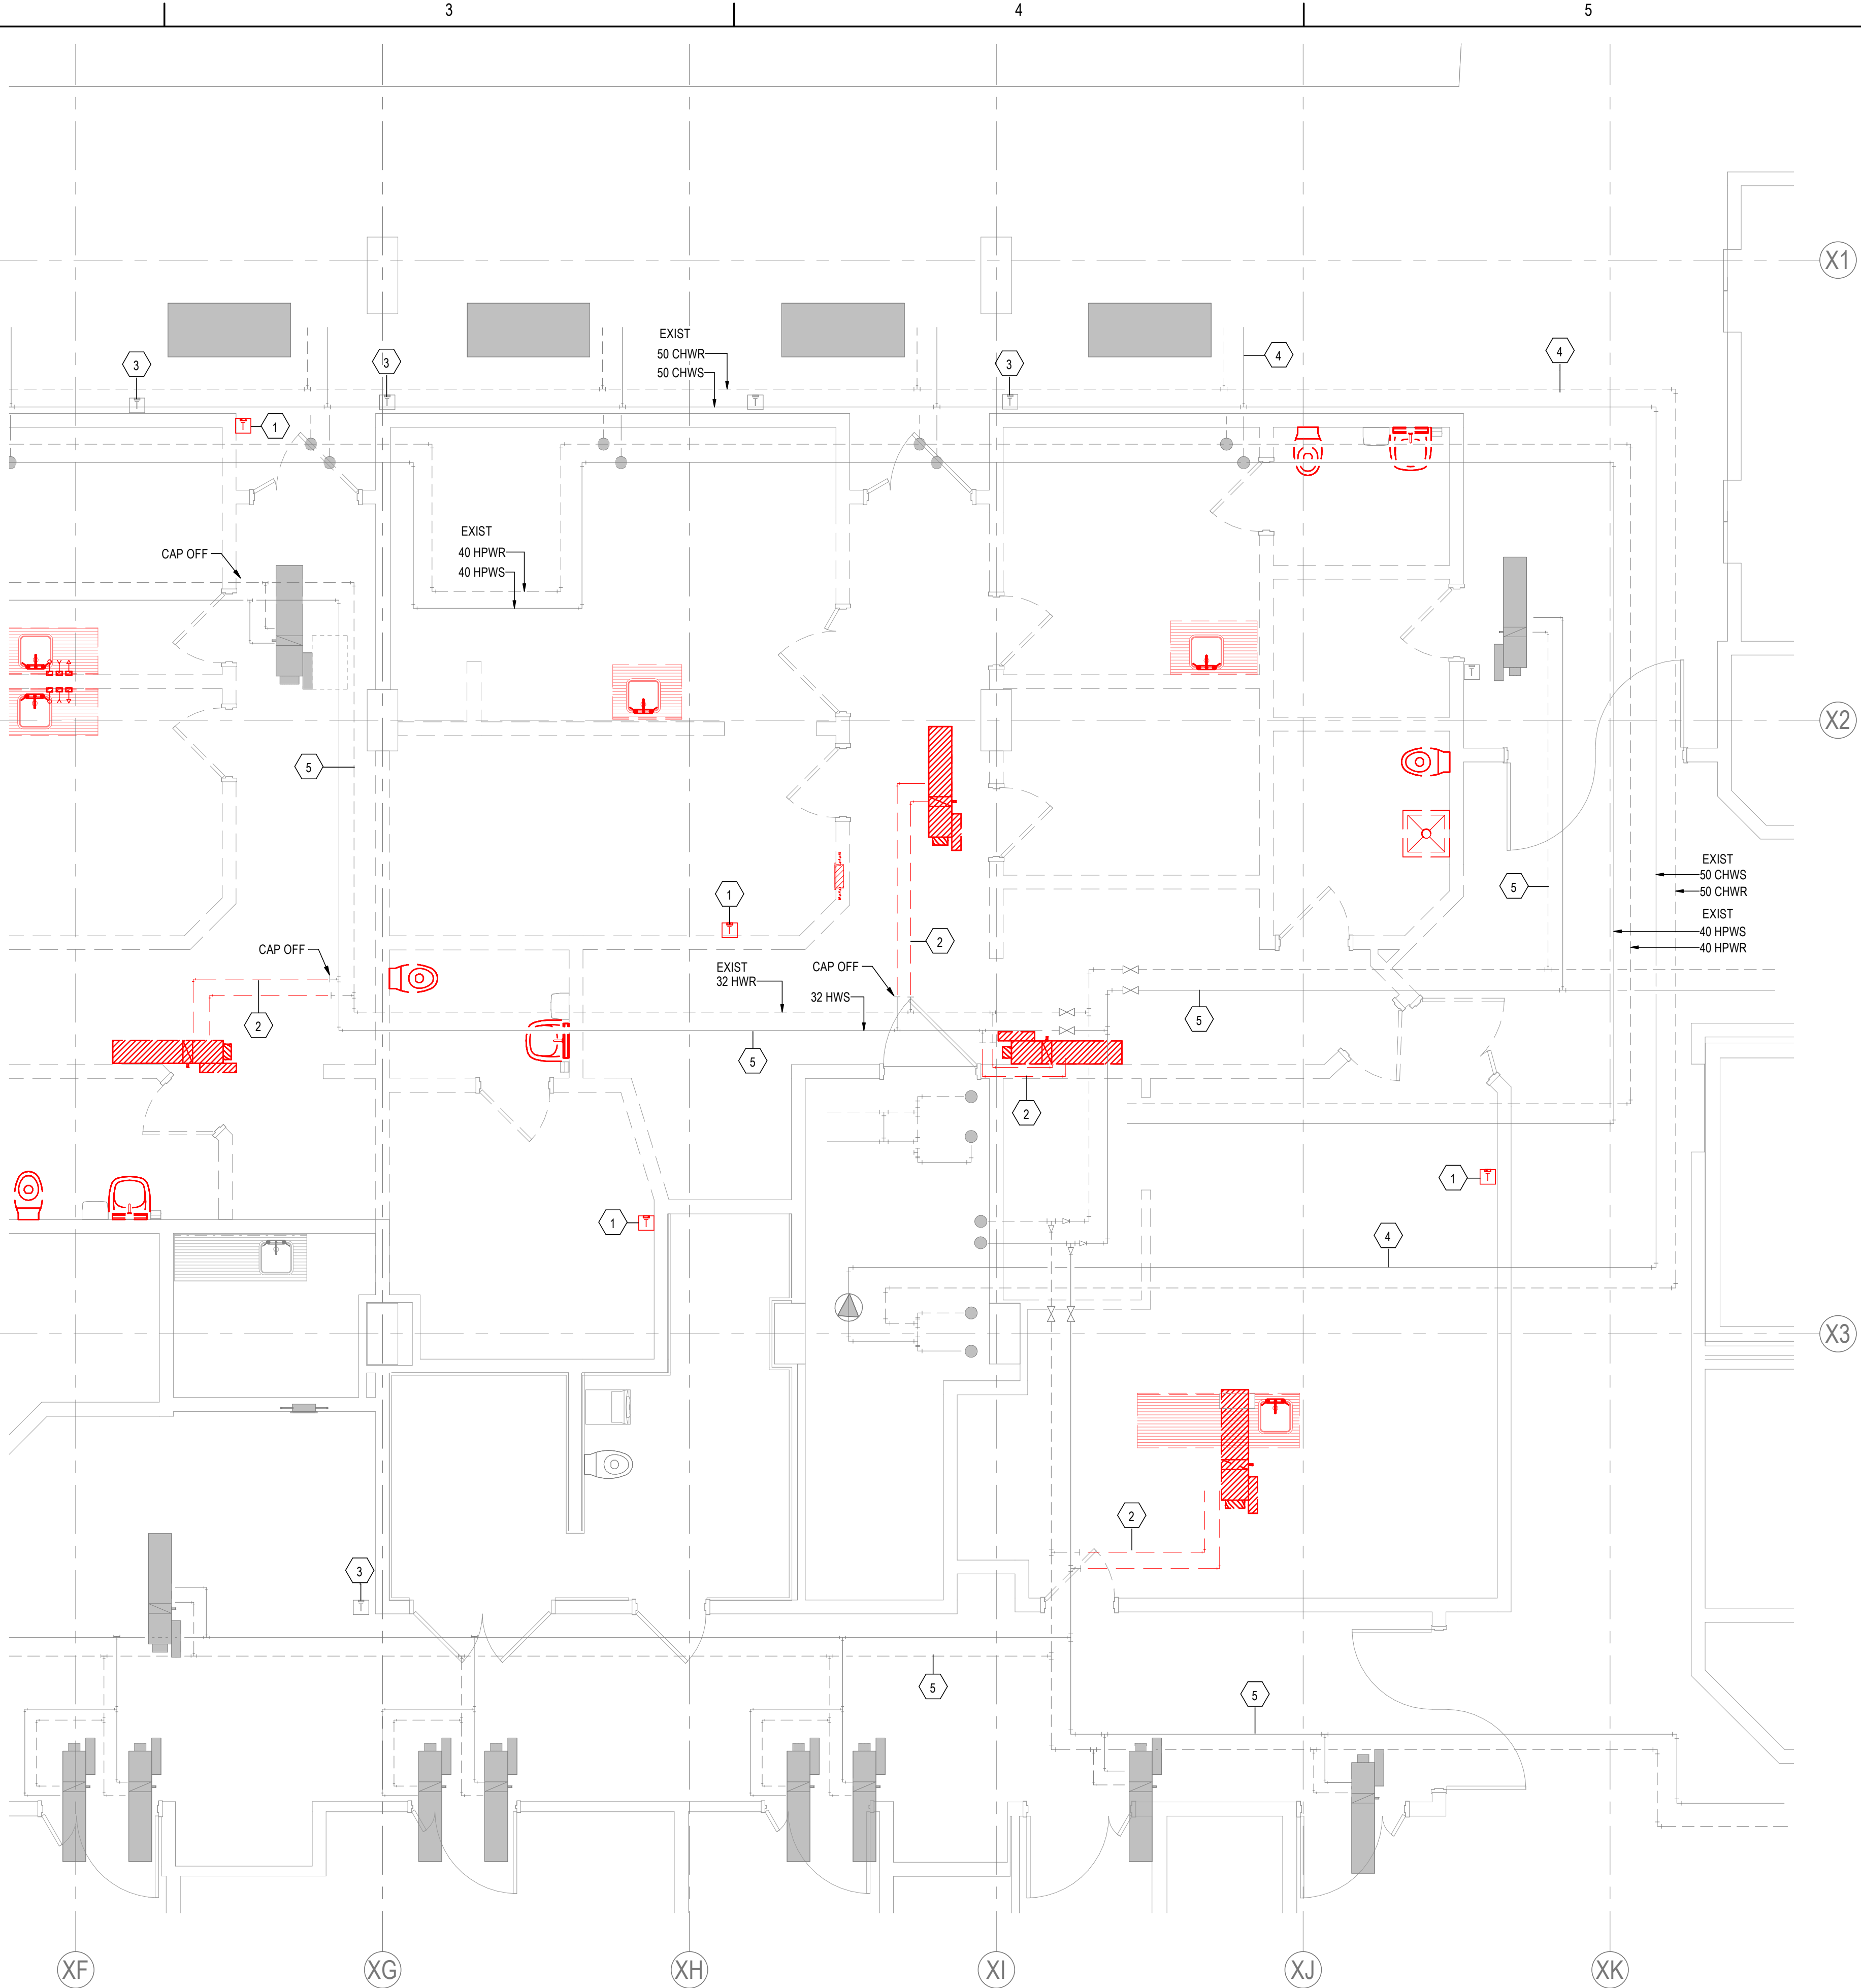 3
4
5
X1
EXIST
50 CHWR
50 CHWS
3
3
3
4
4
1
EXIST
40 HPWR
40 HPWS
CAP OFF
X2
5
EXIST
50 CHWS
50 CHWR
EXIST
40 HPWS
40 HPWR
5
1
2
CAP OFF
EXIST
32 HWR
CAP OFF
32 HWS
2
5
5
2
1
1
4
X3
2
3
5
5
XF
XG
XH
XI
XJ
XK